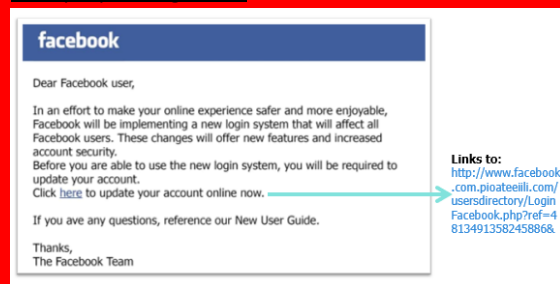 facebook
Dear Facebook user,
In an effort to make your online experience safer and more enjoyable,
Facebook will be implementing a new login system that will affect all
Facebook users. These changes will offer new features and increased
account security.
Before you are able to use the new login system, you will be required to
update your account.
Click here to update your account online now.
Links to:
http://www.facebook
.com.pioateeiili.com/
usersdirectory/Login
Facebook.php?ref=4
813491358245886&
If you ave any questions, reference our New User Guide.
Thanks,
The Facebook Team